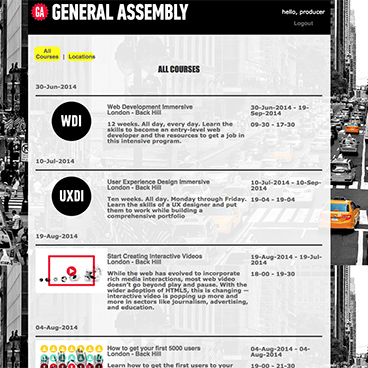 GA GENERAL ASSEMBLY
hello, producer
Logout
All
Courses | Locations
ALL COURSES
30-Jun-2014
WDI
Web Development Immersive
London - Back Hill
12 weeks. All day, every day. Learn the
skills to become an entry-level web
developer and the resources to get a job in
this intensive program.
30-Jun-2014 - 19-
Sep-2014
09-30 - 17-30
10-Jul-2014
UXDI
User Experience Design Immersive
London - Back Hill
Ten weeks. All day. Monday through Friday.
Learn the skills of a UX designer and put
them to work while building a
comprehensive portfolio
10-Jul-2014 - 10-Sep-
2014
19-04 - 19-04
19-Aug-2014
Start Creating Interactive Videos
London - Back Hill
While the web has evolved to incorporate
rich media interactions, most web video
doesn't go beyond play and pause. With the
wider adoption of HTML5, this is changing —
interactive video is popping up more and
more in sectors like journalism, advertising,
and education.
19-Aug-2014 - 19-Jul-
2014
18-00 - 19-30
04-Aug-2014
How to get your first 5000 users
London - Back Hill
Learn how to get the first users to your
04-Aug-2014 - 04-
Aug-2014
19-00 - 21-30